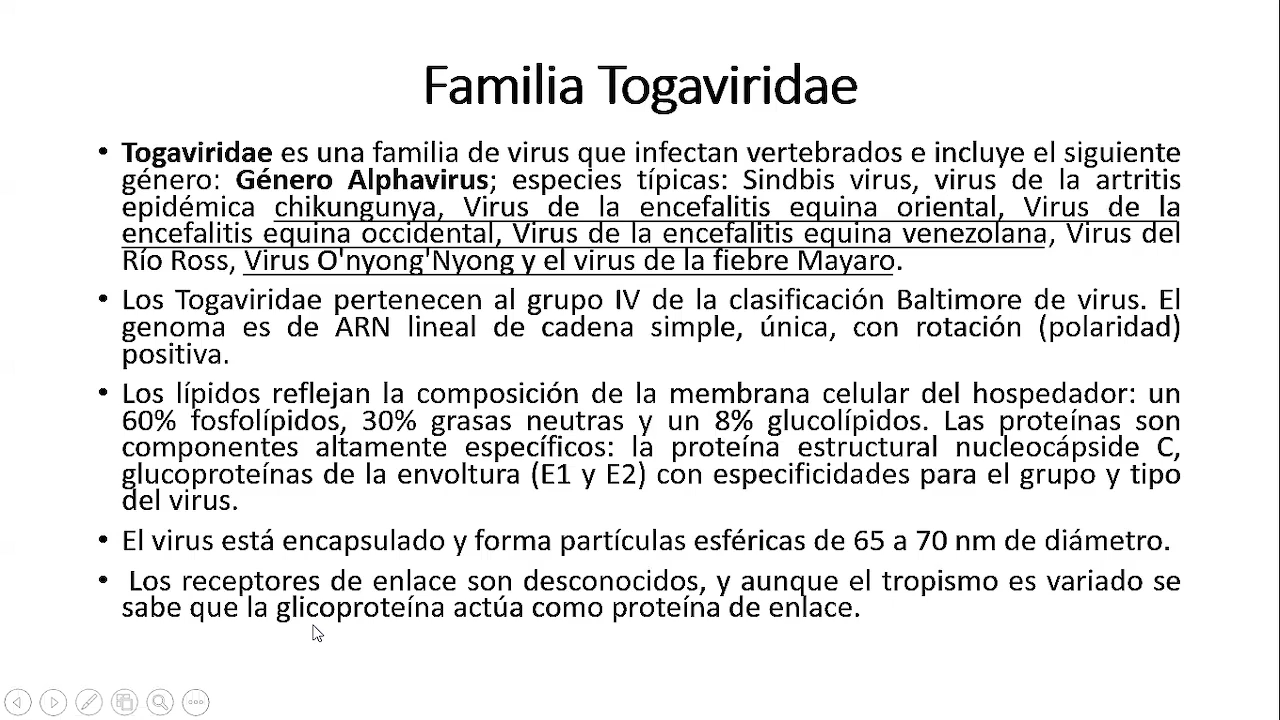 Familia Togaviridae
• Togaviridae es una familia de virus que infectan vertebrados e incluye el siguiente
género: Género Alphavirus; especies típicas: Sindbis virus, virus de la artritis
epidémica chikungunya, Virus de la encefalitis equina oriental, Virus de la
encefalitis equina occidental, Virus de la encefalitis equina venezolana, Virus del
Río Ross, Virus O'nyong'Nyong y el virus de la fiebre Mayaro.
• Los Togaviridae pertenecen al grupo IV de la clasificación Baltimore de virus. El
genoma es de ARN lineal de cadena simple, única, con rotación (polaridad)
positiva.
• Los lípidos reflejan la composición de la membrana celular del hospedador: un
60% fosfolípidos, 30% grasas neutras y un 8% glucolípidos. Las proteínas son
componentes altamente específicos: la proteína estructural nucleocápside C,
glucoproteínas de la envoltura (E1 y E2) con especificidades para el grupo y tipo
del virus.
• El virus está encapsulado y forma partículas esféricas de 65 a 70 nm de diámetro.
• Los receptores de enlace son desconocidos, y aunque el tropismo es variado se
sabe que la glicoproteína actúa como proteína de enlace.